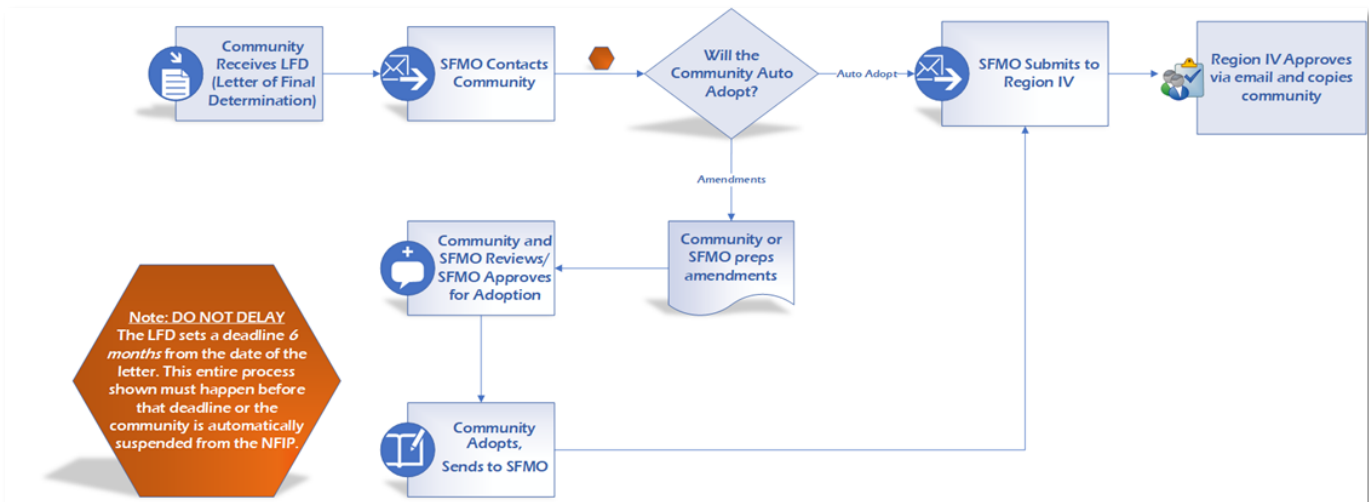 Community
Receives LFD
(Letter of Final
Determination)
SFMO Contacts
Community
Will the
Community Auto
Adopt?
Auto Adopt
SFMO Submits to
Region IV
Region IV Approves
via email and copies
community
Amendments
Community or
SFMO preps
amendments
Community and
SFMO Reviews/
SFMO Approves
for Adoption
Community
Adopts,
Sends to SFMO
Note: DO NOT DELAY
The LFD sets a deadline 6
months from the date of the
letter. This entire process
shown must happen before
that deadline or the
community is automatically
suspended from the NFIP.